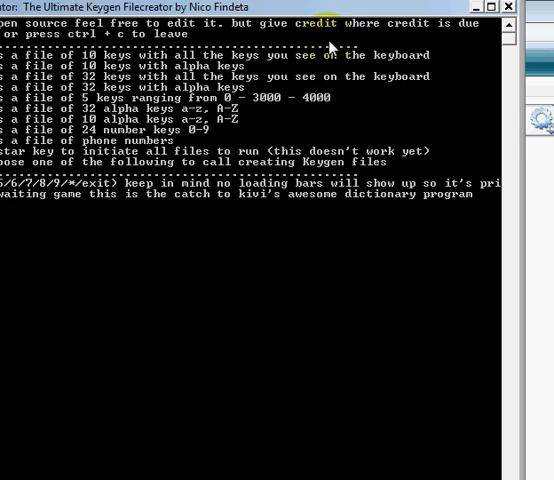 tor: The Ultimate Keygen Filecreator by Nico Findeta
pen source feel free to edit it. but give credit where credit is due
or press ctrl + c to leave
s a file of 10 keys with all the keys you see on the keyboard
s a file of 10 keys with alpha keys
s a file of 32 keys with all the keys you see on the keyboard
s a file of 32 keys with alpha keys
s a file of 5 keys ranging from 0 - 3000 - 4000
s a file of 32 alpha keys a-z, A-Z
s a file of 10 alpha keys a-z, A-Z
s a file of 24 number keys 0-9
s a file of phone numbers
star key to initiate all files to run (this doesn't work yet)
oose one of the following to call creating Keygen files
5/6/7/8/9/*/exit) keep in mind no loading bars will show up so it's pri
waiting game this is the catch to kivi's awesome dictionary program